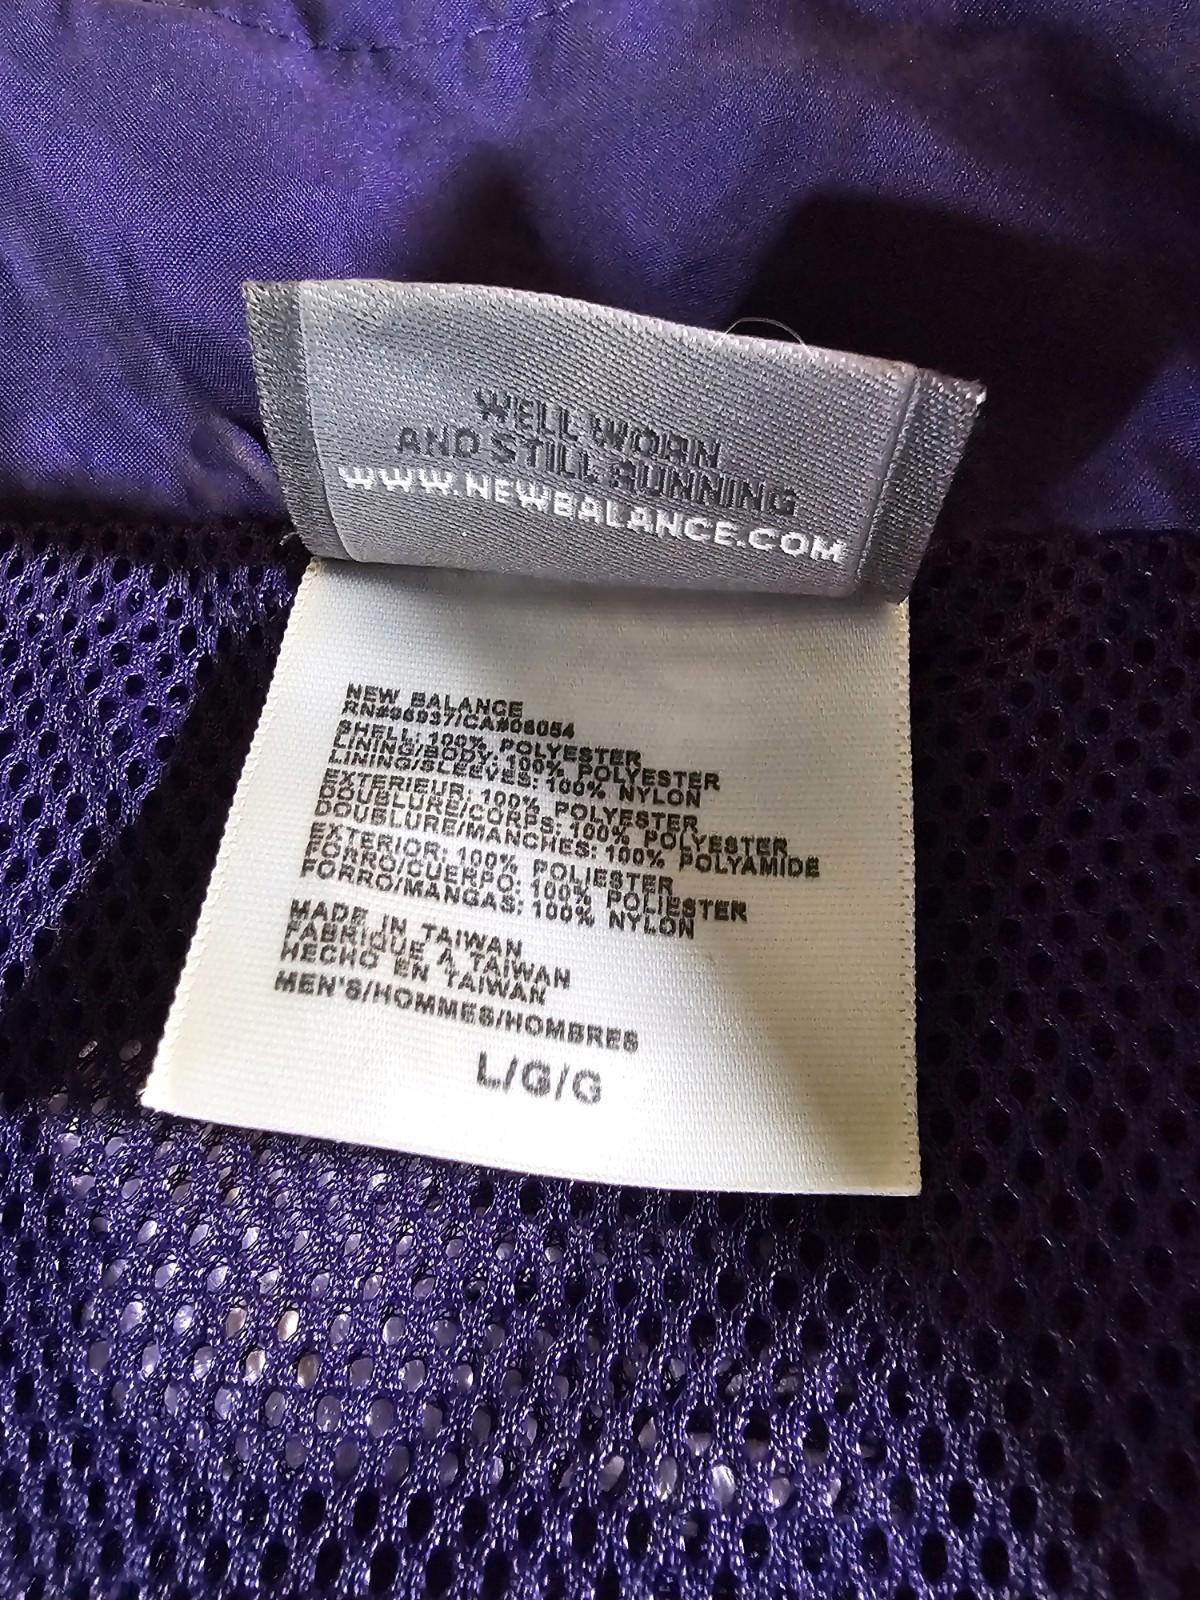 WELL WORN
AND STILL RUNNING
WWW.NEWBALANCE.COM
NEW BALANCE
RN#96937/CA#06054
SHELL: 100% POLYESTER
LINING/BODY: 100% POLYESTER
LINING/SLEEVES: 100% NYLON
EXTERIEUR: 100% POLYESTER
DOUBLURE/CORPS: 100% POLYESTER
DOUBLURE/MANCHES: 100% POLYAMIDE
EXTERIOR: 100% POLIESTER
FORRO/CUERPO: 100% POLIESTER
FORRO/MANGAS: 100% NYLON
MADE IN TAIWAN
FABRIQUE A TAIWAN
HECHO EN TAIWAN
MEN'S/HOMMES/HOMBRES
L/G/G